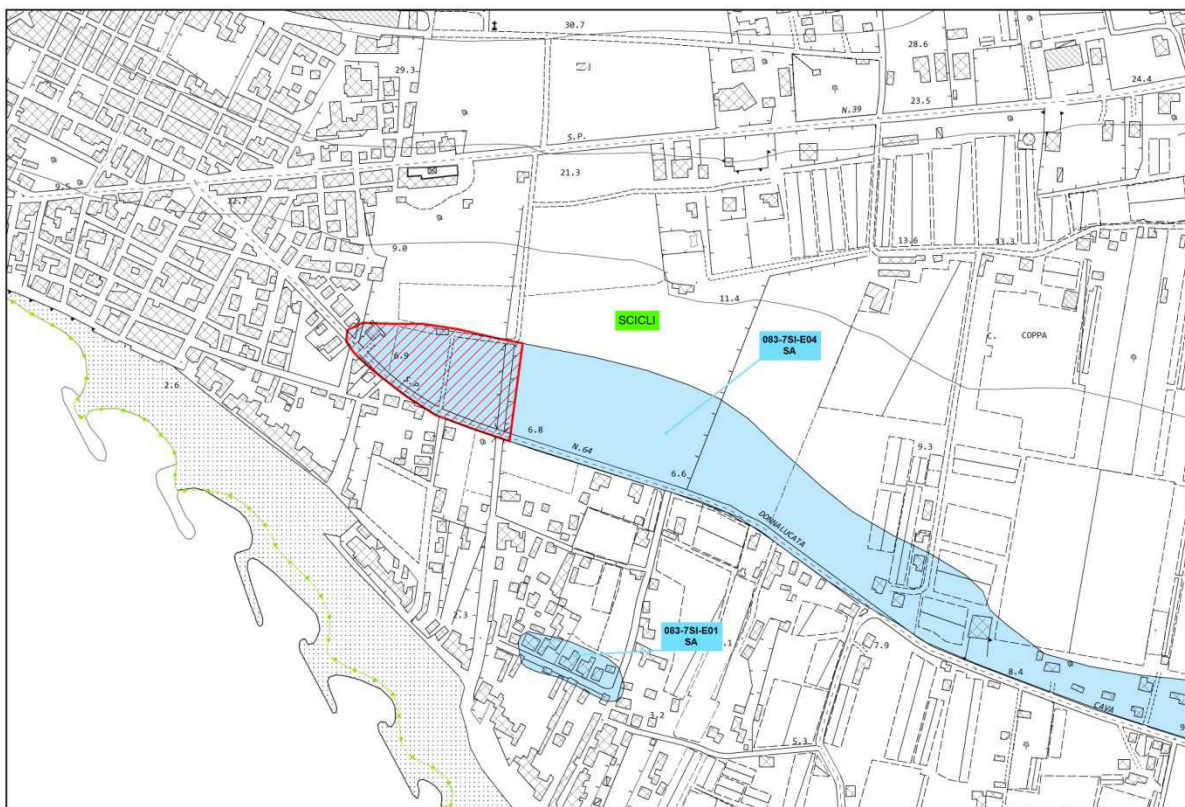 30.7
28.6
29.3
24.4
23.5
N.39
S.P.
21.3
9.5
12.7
9.0
13.6
13.3
11.4
SCICLI
083-7SI-E04
SA
C. COPPA
6.9
S.P.
2.6
6.8
N.64
6.6
9.3
DONNALUCATA
2.3
083-7SI-E01
SA
.1
7.9
8.4
CAVA
9
3.2
5.3